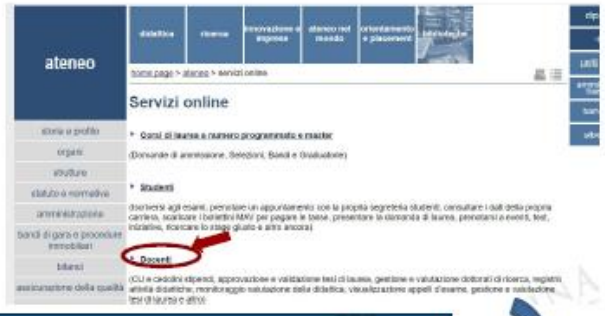 ateneo
didattica
ricerca
innovazione e imprese
ateneo nel mondo
orientamento e placement
biblioteche
home page > ateneo > servizi online
Servizi online
storia e profilo
organi
strutture
statuto e normativa
amministrazione
bandi di gara e procedure immobiliari
bilanci
assicurazione della qualità
Corsi di laurea a numero programmato e master
(Domande di ammissione, Selezioni, Bandi e Graduatorie)
Studenti
(Iscriversi agli esami, prenotare un appuntamento con la propria segreteria studenti, consultare i dati della propria
carriera, scaricare i bollettini MAV per pagare le tasse, presentare la domanda di laurea, prenotarsi a eventi, test,
iniziative, ricercare lo stage giusto e altro ancora)
Docenti
(CU e cedolini stipendi, approvazione e validazione tesi di laurea, gestione e valutazione dottorati di ricerca, registri
attività didattiche, monitoraggio valutazione della didattica, visualizzazione appelli d'esame, gestione e validazione
tesi di laurea e altro)